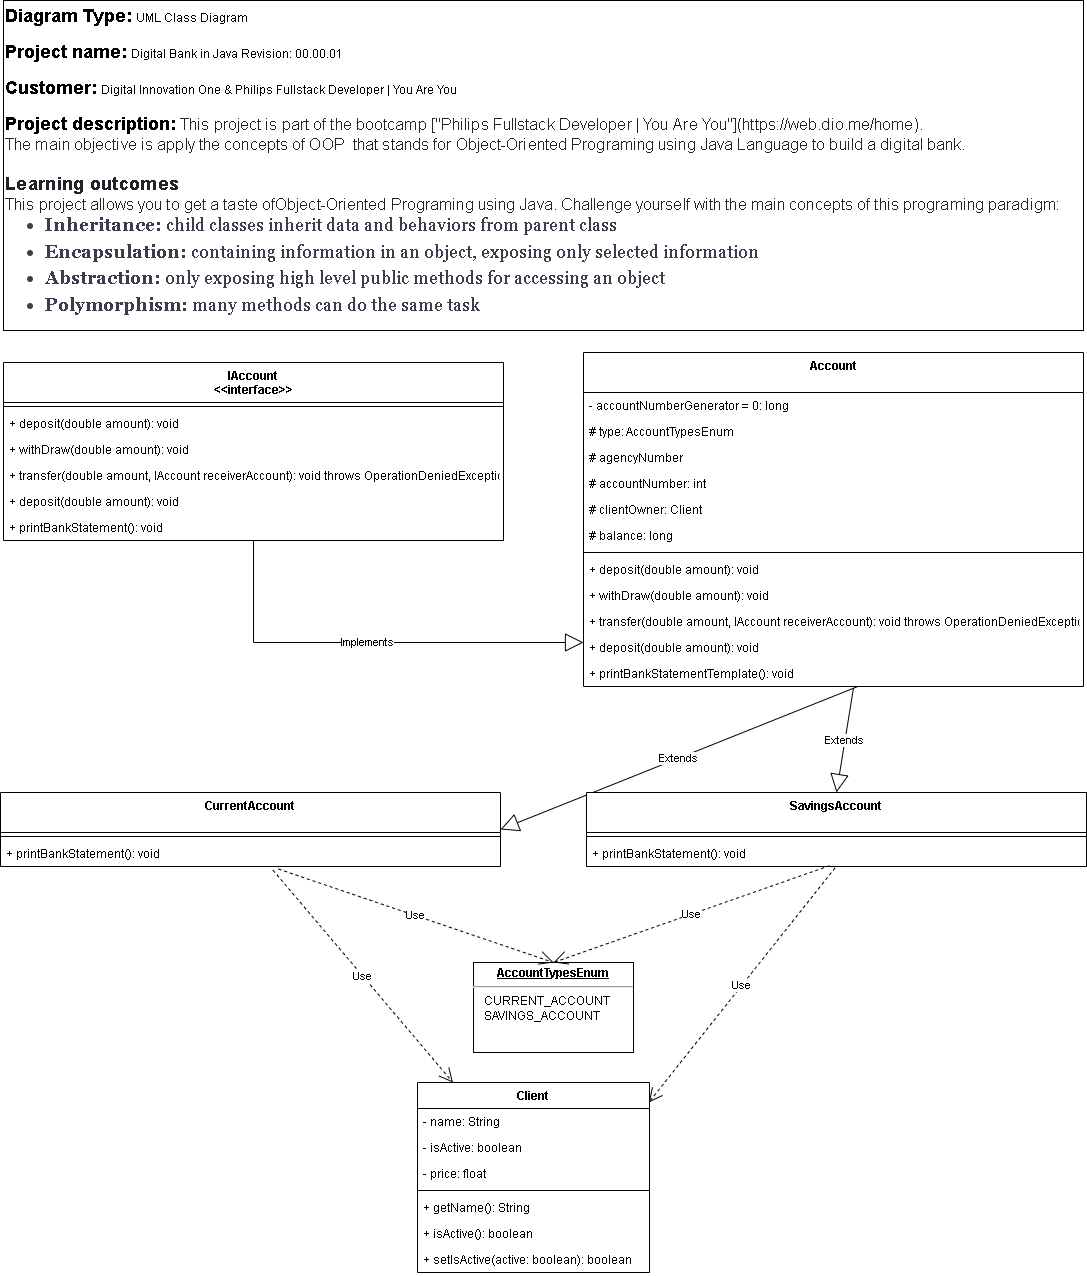 Diagram Type: UML Class Diagram
Project name: Digital Bank in Java Revision: 00.00.01
Customer: Digital Innovation One & Philips Fullstack Developer | You Are You
Project description: This project is part of the bootcamp ["Philips Fullstack Developer | You Are You"](https://web.dio.me/home).
The main objective is apply the concepts of OOP  that stands for Object-Oriented Programing using Java Language to build a digital bank.
Learning outcomes
This project allows you to get a taste ofObject-Oriented Programing using Java. Challenge yourself with the main concepts of this programing paradigm:
• Inheritance: child classes inherit data and behaviors from parent class
• Encapsulation: containing information in an object, exposing only selected information
• Abstraction: only exposing high level public methods for accessing an object
• Polymorphism: many methods can do the same task
IAccount
<<interface>>
+ deposit(double amount): void
+ withDraw(double amount): void
+ transfer(double amount, IAccount receiverAccount): void throws OperationDeniedExceptio
+ deposit(double amount): void
+ printBankStatement(): void
Account
- accountNumberGenerator = 0: long
# type: AccountTypesEnum
# agencyNumber
# accountNumber: int
# clientOwner: Client
# balance: long
+ deposit(double amount): void
+ withDraw(double amount): void
+ transfer(double amount, IAccount receiverAccount): void throws OperationDeniedExceptio
+ deposit(double amount): void
+ printBankStatementTemplate(): void
Implements
Extends
Extends
CurrentAccount
+ printBankStatement(): void
SavingsAccount
+ printBankStatement(): void
Use
Use
Use
Use
AccountTypesEnum
CURRENT_ACCOUNT
SAVINGS_ACCOUNT
Client
- name: String
- isActive: boolean
- price: float
+ getName(): String
+ isActive(): boolean
+ setIsActive(active: boolean): boolean